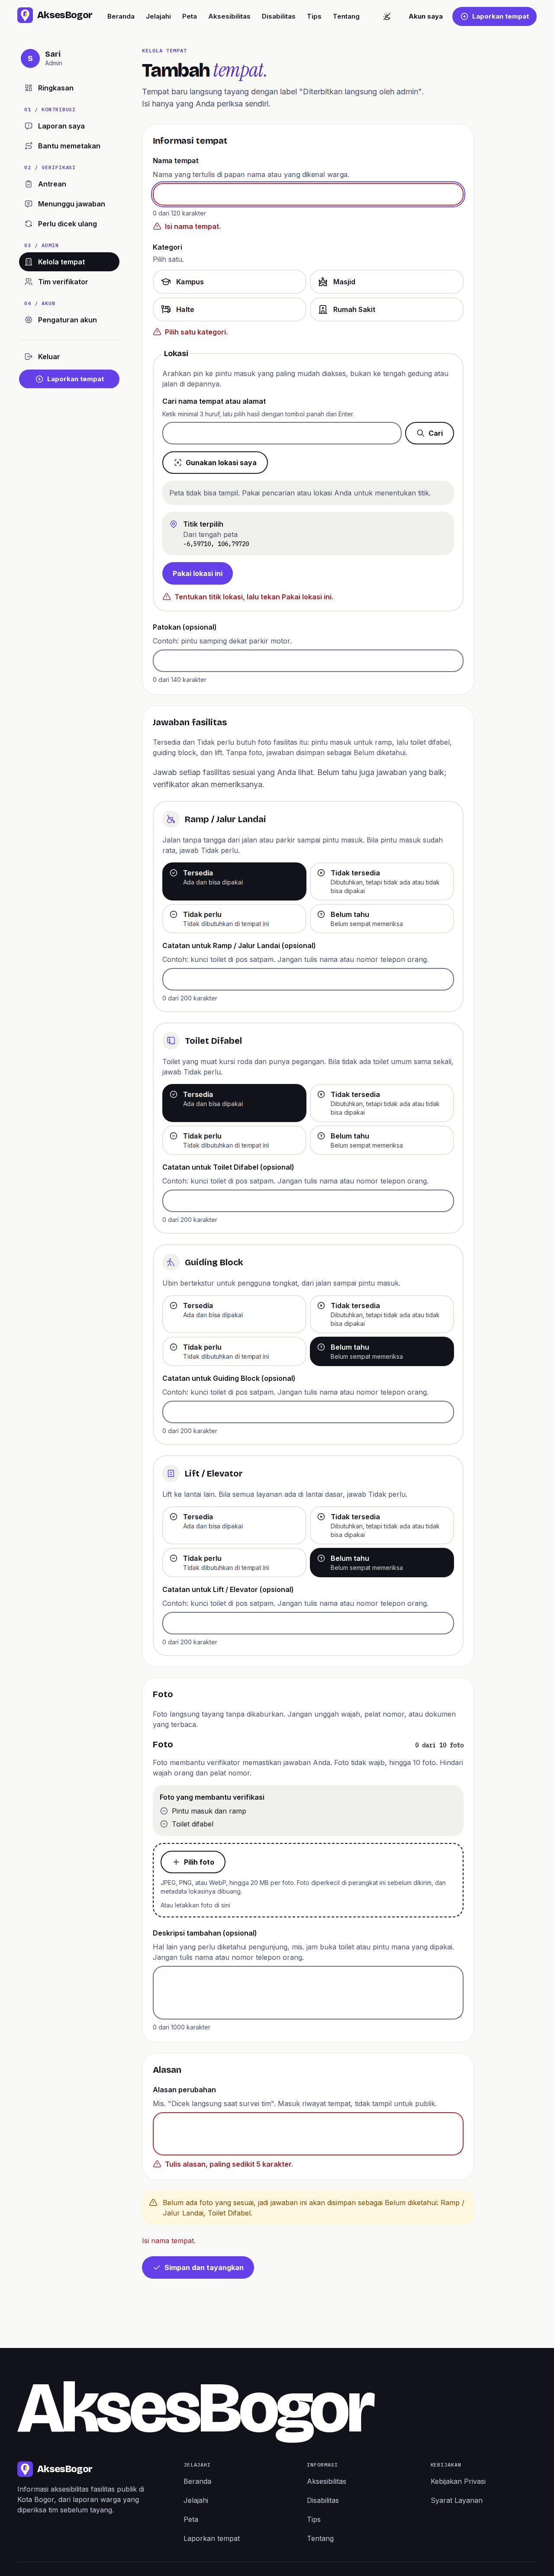 AksesBogor
Beranda
Jelajahi
Peta
Aksesibilitas
Disabilitas
Tips
Tentang
Akun saya
Laporkan tempat
S
Sari
Admin
Ringkasan
01 / KONTRIBUSI
Laporan saya
Bantu memetakan
02 / VERIFIKASI
Antrean
Menunggu jawaban
Perlu dicek ulang
03 / ADMIN
Kelola tempat
Tim verifikator
04 / AKUN
Pengaturan akun
Keluar
Laporkan tempat
KELOLA TEMPAT
Tambah tempat.
Tempat baru langsung tayang dengan label "Diterbitkan langsung oleh admin".
Isi hanya yang Anda periksa sendiri.
Informasi tempat
Nama tempat
Nama yang tertulis di papan nama atau yang dikenal warga.
0 dari 120 karakter
Isi nama tempat.
Kategori
Pilih satu.
Kampus
Masjid
Halte
Rumah Sakit
Pilih satu kategori.
Lokasi
Arahkan pin ke pintu masuk yang paling mudah diakses, bukan ke tengah gedung atau
jalan di depannya.
Cari nama tempat atau alamat
Ketik minimal 3 huruf, lalu pilih hasil dengan tombol panah dan Enter.
Cari
Gunakan lokasi saya
Peta tidak bisa tampil. Pakai pencarian atau lokasi Anda untuk menentukan titik.
Titik terpilih
Dari tengah peta
-6,59710, 106,79720
Pakai lokasi ini
Tentukan titik lokasi, lalu tekan Pakai lokasi ini.
Patokan (opsional)
Contoh: pintu samping dekat parkir motor.
0 dari 140 karakter
Jawaban fasilitas
Tersedia dan Tidak perlu butuh foto fasilitas itu: pintu masuk untuk ramp, lalu toilet difabel,
guiding block, dan lift. Tanpa foto, jawaban disimpan sebagai Belum diketahui.
Jawab setiap fasilitas sesuai yang Anda lihat. Belum tahu juga jawaban yang baik;
verifikator akan memeriksanya.
Ramp / Jalur Landai
Jalan tanpa tangga dari jalan atau parkir sampai pintu masuk. Bila pintu masuk sudah
rata, jawab Tidak perlu.
Tersedia
Ada dan bisa dipakai
Tidak tersedia
Dibutuhkan, tetapi tidak ada atau tidak
bisa dipakai
Tidak perlu
Tidak dibutuhkan di tempat ini
Belum tahu
Belum sempat memeriksa
Catatan untuk Ramp / Jalur Landai (opsional)
Contoh: kunci toilet di pos satpam. Jangan tulis nama atau nomor telepon orang.
0 dari 200 karakter
Toilet Difabel
Toilet yang muat kursi roda dan punya pegangan. Bila tidak ada toilet umum sama sekali,
jawab Tidak perlu.
Tersedia
Ada dan bisa dipakai
Tidak tersedia
Dibutuhkan, tetapi tidak ada atau tidak
bisa dipakai
Tidak perlu
Tidak dibutuhkan di tempat ini
Belum tahu
Belum sempat memeriksa
Catatan untuk Toilet Difabel (opsional)
Contoh: kunci toilet di pos satpam. Jangan tulis nama atau nomor telepon orang.
0 dari 200 karakter
Guiding Block
Ubin bertekstur untuk pengguna tongkat, dari jalan sampai pintu masuk.
Tersedia
Ada dan bisa dipakai
Tidak tersedia
Dibutuhkan, tetapi tidak ada atau tidak
bisa dipakai
Tidak perlu
Tidak dibutuhkan di tempat ini
Belum tahu
Belum sempat memeriksa
Catatan untuk Guiding Block (opsional)
Contoh: kunci toilet di pos satpam. Jangan tulis nama atau nomor telepon orang.
0 dari 200 karakter
Lift / Elevator
Lift ke lantai lain. Bila semua layanan ada di lantai dasar, jawab Tidak perlu.
Tersedia
Ada dan bisa dipakai
Tidak tersedia
Dibutuhkan, tetapi tidak ada atau tidak
bisa dipakai
Tidak perlu
Tidak dibutuhkan di tempat ini
Belum tahu
Belum sempat memeriksa
Catatan untuk Lift / Elevator (opsional)
Contoh: kunci toilet di pos satpam. Jangan tulis nama atau nomor telepon orang.
0 dari 200 karakter
Foto
Foto langsung tayang tanpa dikaburkan. Jangan unggah wajah, pelat nomor, atau dokumen
yang terbaca.
Foto
0 dari 10 foto
Foto membantu verifikator memastikan jawaban Anda. Foto tidak wajib, hingga 10 foto. Hindari
wajah orang dan pelat nomor.
Foto yang membantu verifikasi
Pintu masuk dan ramp
Toilet difabel
Pilih foto
JPEG, PNG, atau WebP, hingga 20 MB per foto. Foto diperkecil di perangkat ini sebelum dikirim, dan
metadata lokasinya dibuang.
Atau letakkan foto di sini
Deskripsi tambahan (opsional)
Hal lain yang perlu diketahui pengunjung, mis. jam buka toilet atau pintu mana yang dipakai.
Jangan tulis nama atau nomor telepon orang.
0 dari 1000 karakter
Alasan
Alasan perubahan
Mis. "Dicek langsung saat survei tim". Masuk riwayat tempat, tidak tampil untuk publik.
Tulis alasan, paling sedikit 5 karakter.
Belum ada foto yang sesuai, jadi jawaban ini akan disimpan sebagai Belum diketahui: Ramp /
Jalur Landai, Toilet Difabel.
Isi nama tempat.
Simpan dan tayangkan
AksesBogor
AksesBogor
Informasi aksesibilitas fasilitas publik di
Kota Bogor, dari laporan warga yang
diperiksa tim sebelum tayang.
JELAJAHI
Beranda
Jelajahi
Peta
Laporkan tempat
INFORMASI
Aksesibilitas
Disabilitas
Tips
Tentang
KEBIJAKAN
Kebijakan Privasi
Syarat Layanan